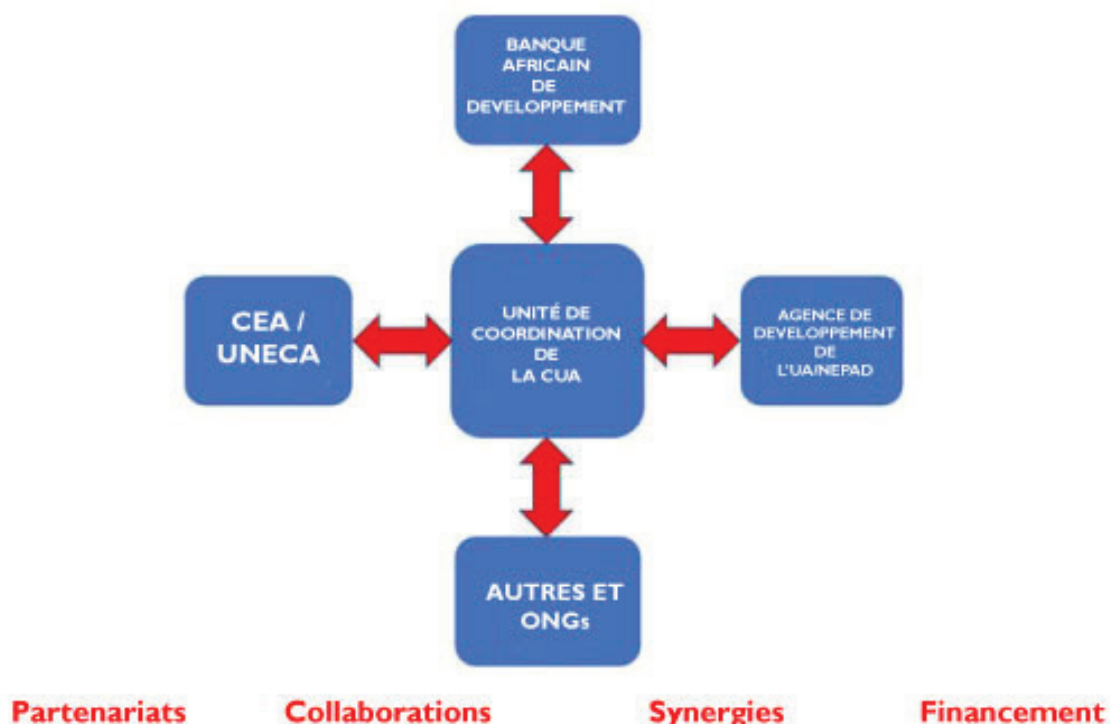 BANQUE
AFRICAIN
DE
DEVELOPPEMENT
CEA /
UNECA
UNITÉ DE
COORDINATION
DE
LA CUA
AGENCE DE
DEVELOPPEMENT
DE
L'UA/NEPAD
AUTRES ET
ONGs
Partenariats Collaborations Synergies Financement